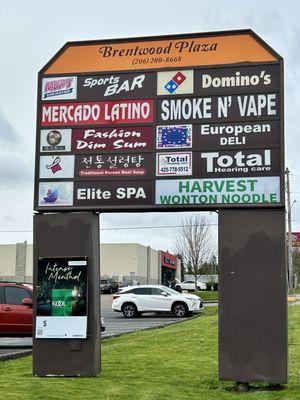 Brentwood Plaza
(206) 200-8668
Sports
BAR
Domino's
MERCADO LATINO
SMOKE N' VAPE
Fashion
Dim Sum
European
DELI
전통설렁탕
Traditional Korean Beef Soup
Total
425-778-5512
Total
Hearing care
Elite SPA
HARVEST
WONTON NOODLE
Intense
Menthol
KOOL
$